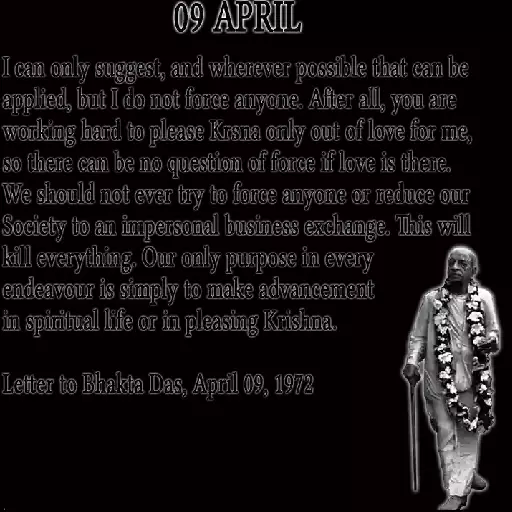 09 APRIL
I can only suggest, and wherever possible that can be
applied, but I do not force anyone. After all, you are
working hard to please Krsna only out of love for me,
so there can be no question of force if love is there.
We should not ever try to force anyone or reduce our
Society to an impersonal business exchange. This will
kill everything. Our only purpose in every
endeavour is simply to make advancement
in spiritual life or in pleasing Krishna.
Letter to Bhakta Das, April 09, 1972